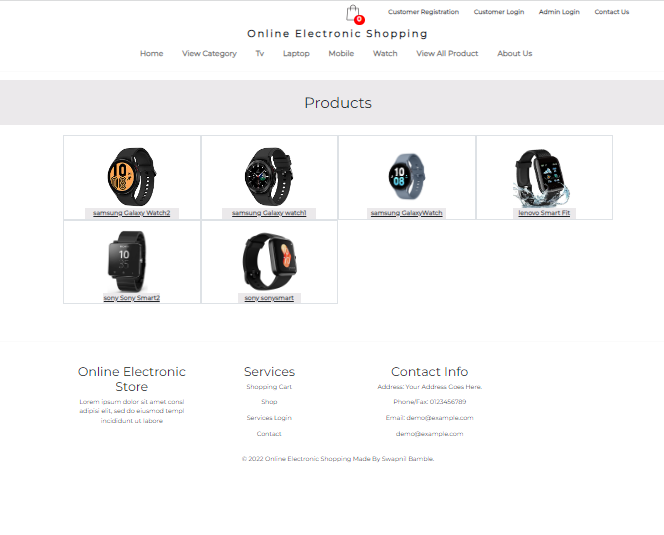 0
Customer Registration Customer Login Admin Login Contact Us
Online Electronic Shopping
Home View Category Tv Laptop Mobile Watch View All Product About Us
Products
10
10
08
samsung Galaxy Watch2 samsung Galaxy watch1 samsung GalaxyWatch lenovo Smart Fit
10
sony Sony Smart2 sony sonysmart
Online Electronic
Store
Lorem ipsum dolor sit amet consl
adipisi elit, sed do eiusmod templ
incididunt ut labore
Services
Shopping Cart
Shop
Services Login
Contact
Contact Info
Address: Your Address Goes Here.
Phone/Fax: 0123456789
Email: demo@example.com
demo@example.com
© 2022 Online Electronic Shopping Made By Swapnil Bamble.